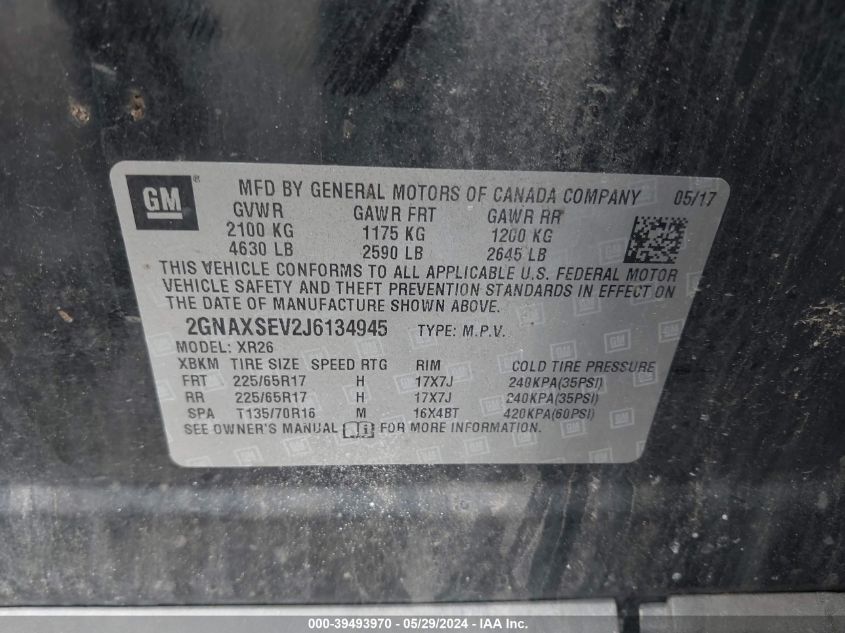 GM ® MFD BY GENERAL MOTORS OF CANADA COMPANY 05/17
GVWR GAWR FRT GAWR RR
2100 KG 1175 KG 1200 KG
4630 LB 2590 LB 2645 LB
THIS VEHICLE CONFORMS TO ALL APPLICABLE U.S. FEDERAL MOTOR
VEHICLE SAFETY AND THEFT PREVENTION STANDARDS IN EFFECT ON
THE DATE OF MANUFACTURE SHOWN ABOVE.
2GNAXSEV2J6134945 TYPE: M.P.V.
MODEL: XR26
XBKM TIRE SIZE SPEED RTG RIM COLD TIRE PRESSURE
FRT 225/65R17 H 17X7J 240KPA(35PSI)
RR 225/65R17 H 17X7J 240KPA(35PSI)
SPA T135/70R16 M 16X4BT 420KPA(60PSI)
SEE OWNER'S MANUAL FOR MORE INFORMATION.
000-39493970 - 05/29/2024 - IAA Inc.